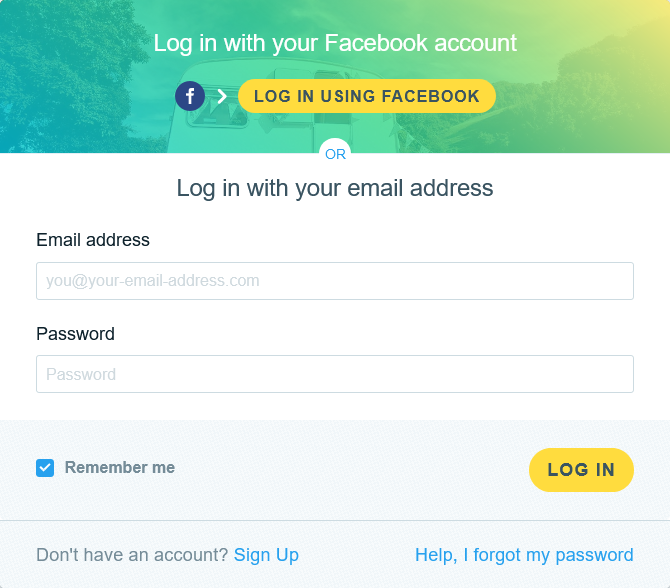 Log in with your Facebook account
f
LOG IN USING FACEBOOK
OR
Log in with your email address
Email address
you@your-email-address.com
Password
Password
Remember me
LOG IN
Don't have an account? Sign Up
Help, I forgot my password